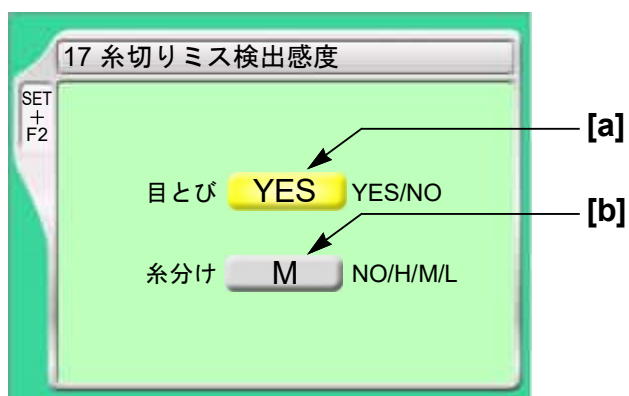 17 糸切りミス検出感度
SET
+
F2
[a]
目とび YES YES/NO
[b]
糸分け M NO/H/M/L